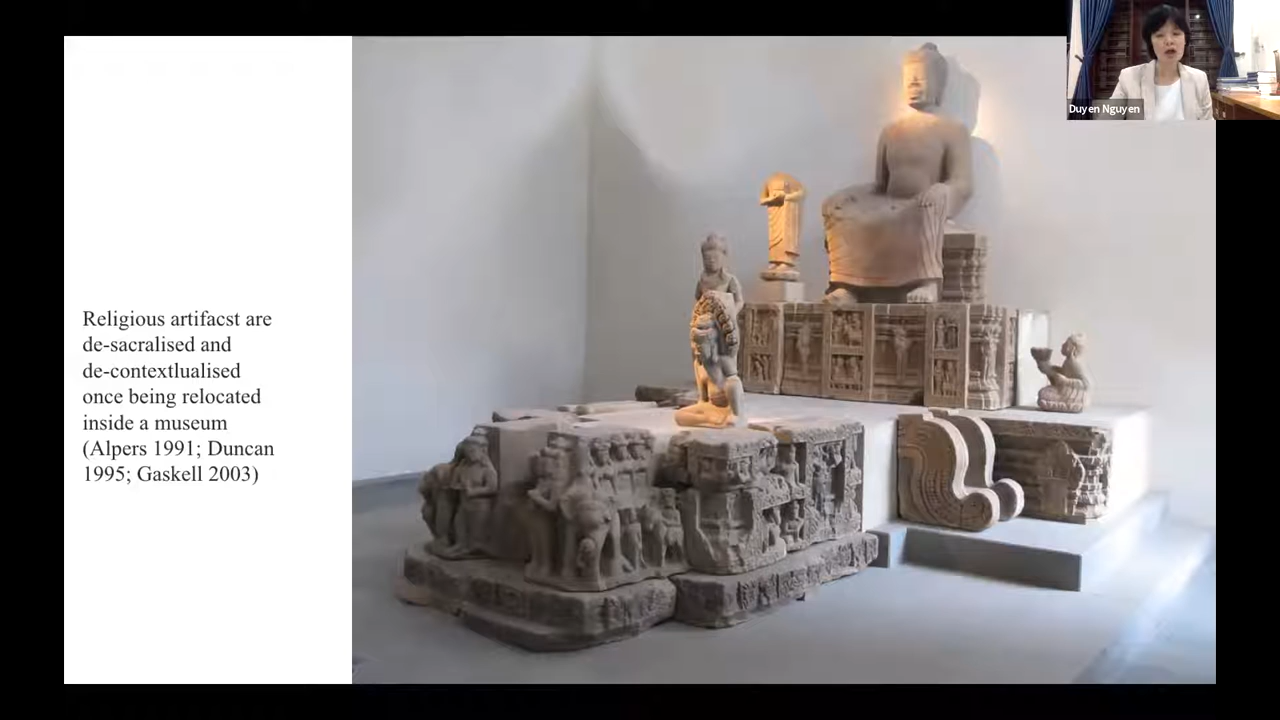 Duyen Nguyen
Religious artifacst are
de-sacralised and
de-contextlualised
once being relocated
inside a museum
(Alpers 1991; Duncan
1995; Gaskell 2003)